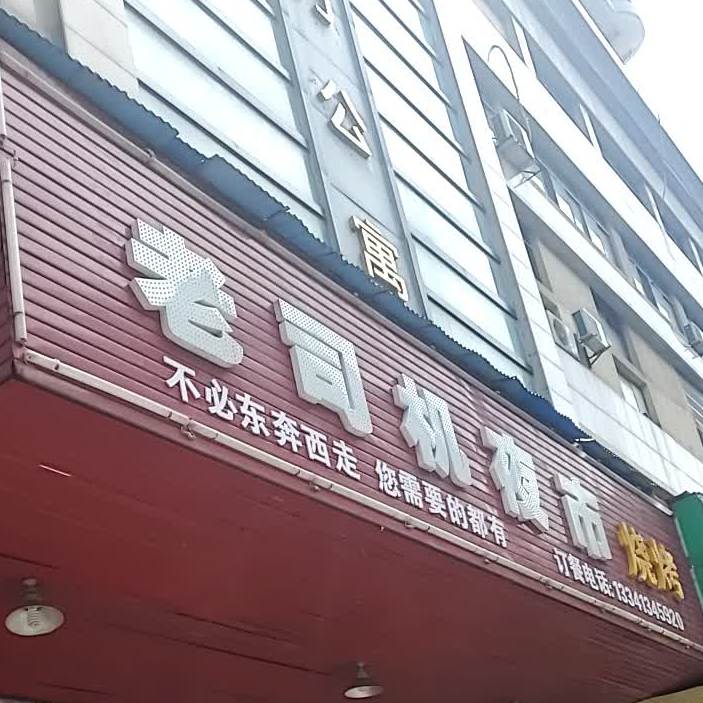 公寓
老司机夜市 烧烤
不必东奔西走 您需要的都有
订餐电话:13341345920